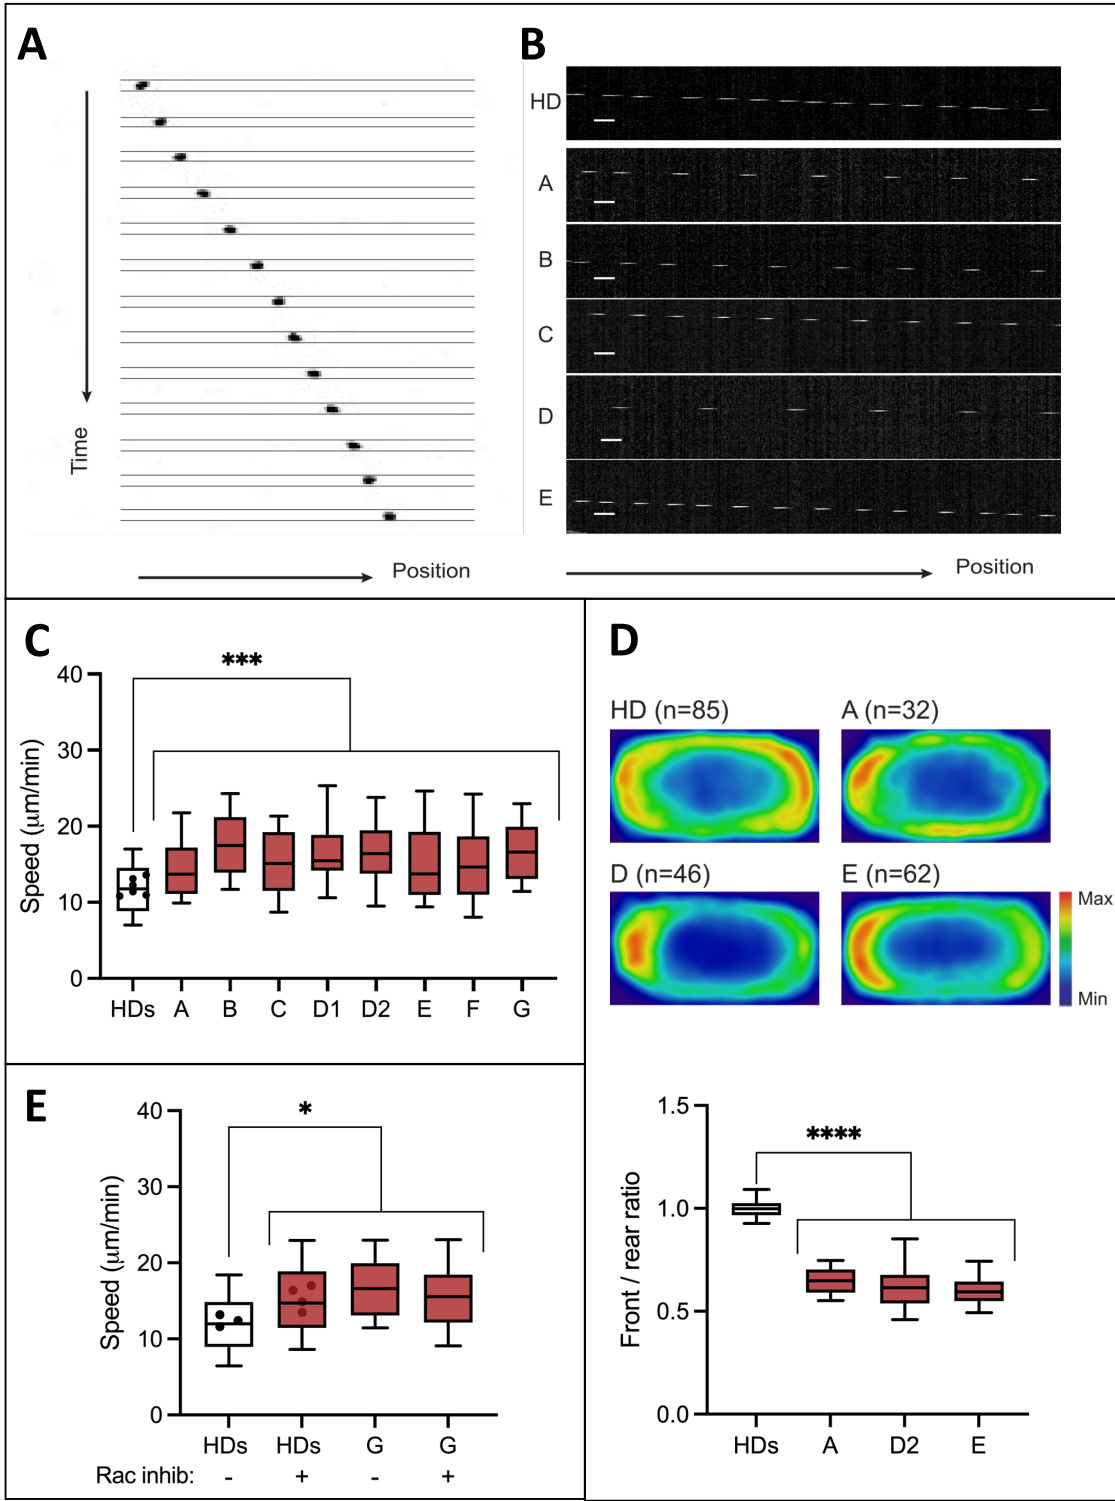 A
Time
Position
B
HD
A
B
C
D
E
Position
C
***
Speed (μm/min)
40
30
20
10
0
HDs A B C D1 D2 E F G
D
HD (n=85)
A (n=32)
D (n=46)
E (n=62)
Max
Min
Front / rear ratio
1.5
1.0
0.5
0.0
****
HDs A D2 E
E
*
Speed (μm/min)
40
30
20
10
0
HDs HDs G G
Rac inhib: - + - +